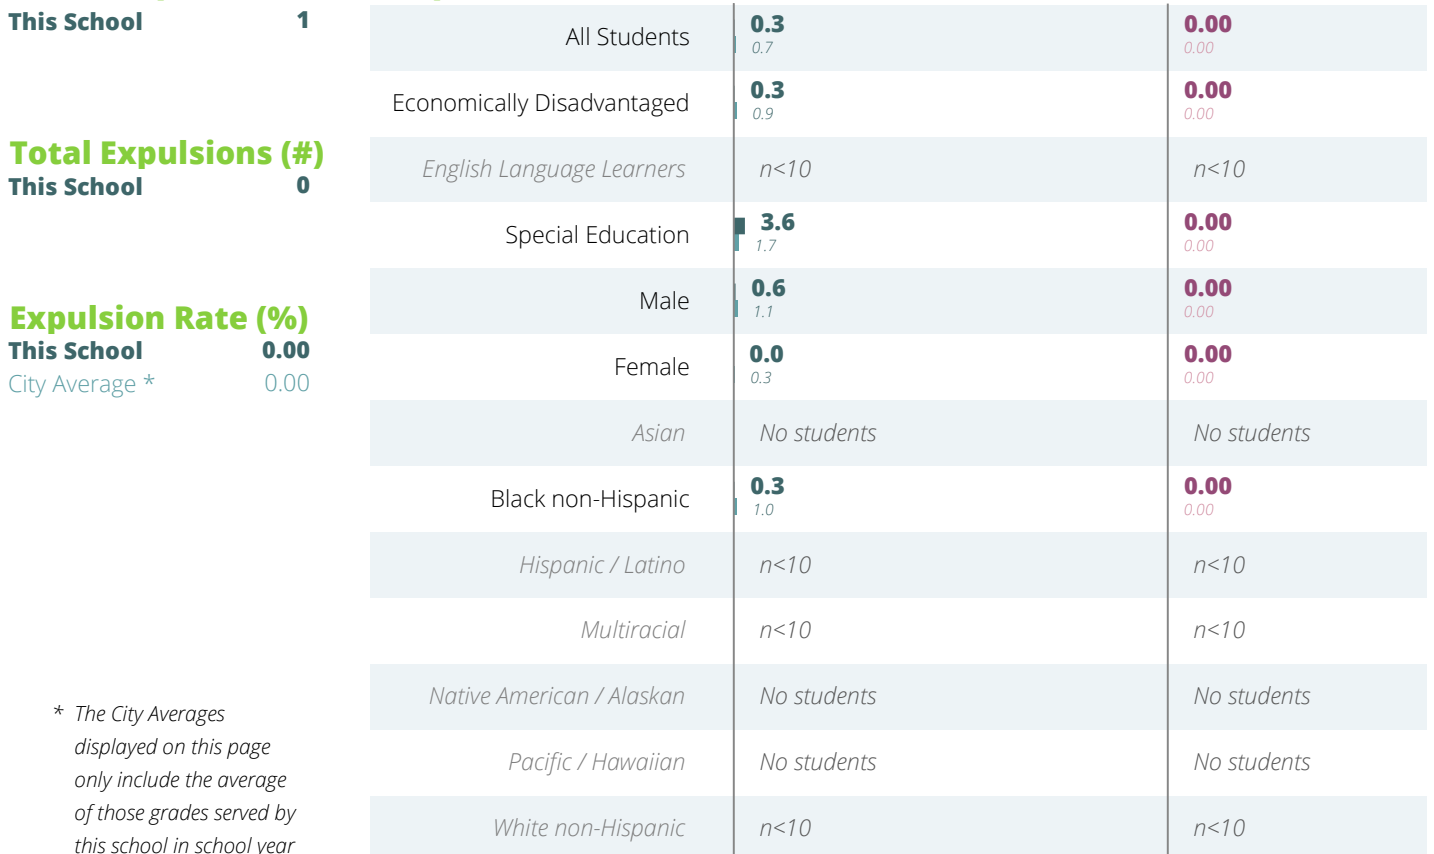 This School 1
Total Expulsions (#)
This School 0
Expulsion Rate (%)
This School 0.00
City Average * 0.00
* The City Averages
displayed on this page
only include the average
of those grades served by
this school in school year
All Students 0.3 0.00
0.7 0.00
Economically Disadvantaged 0.3 0.00
0.9 0.00
English Language Learners n<10 n<10
Special Education 3.6 0.00
1.7 0.00
Male 0.6 0.00
1.1 0.00
Female 0.0 0.00
0.3 0.00
Asian No students No students
Black non-Hispanic 0.3 0.00
1.0 0.00
Hispanic / Latino n<10 n<10
Multiracial n<10 n<10
Native American / Alaskan No students No students
Pacific / Hawaiian No students No students
White non-Hispanic n<10 n<10